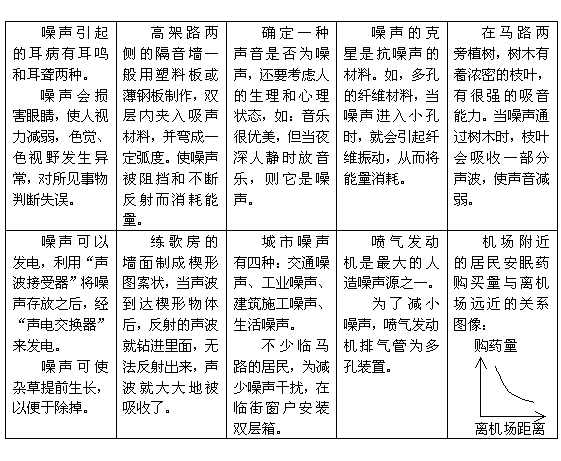 噪声引起
的耳病有耳鸣
和耳聋两种。
噪声会损
害眼睛，使人视
力减弱，色觉、
色视野发生异
常，对所见事物
判断失误。
高架路两
侧的隔音墙一
般用塑料板或
薄钢板制作，双
层内夹入吸声
材料，并弯成一
定弧度。使噪声
被阻挡和不断
反射而消耗能
量。
确定一种
声音是否为噪
声，还要考虑人
的生理和心理
状态，如：音乐
很优美，但当夜
深人静时放音
乐，则它是噪
声。
噪声的克
星是抗噪声的
材料。如，多孔
的纤维材料，当
噪声进入小孔
时，就会引起纤
维振动，从而将
能量消耗。
在马路两
旁植树，树木有
着浓密的枝叶，
有很强的吸音
能力。当噪声通
过树木时，枝叶
会吸收一部分
声波，使声音减
弱。
噪声可以
发电，利用“声
波接受器”将噪
声存放之后，经
“声电交换器”
来发电。
噪声可使
杂草提前生长，
以便于除掉。
练歌房的
墙面制成楔形
图案状，当声波
到达楔形物体
后，反射的声波
就钻进里面，无
法反射出来，声
波就大大地被
吸收了。
城市噪声
有四种：交通噪
声、工业噪声、
建筑施工噪声、
生活噪声。
不少临马
路的居民，为减
少噪声干扰，在
临街窗户安装
双层箱。
喷气发动
机是最大的人
造噪声源之一。
为了减小
噪声，喷气发动
机排气管为多
孔装置。
机场附近
的居民安眠药
购买量与离机
场远近的关系
图像：
购药量
离机场距离